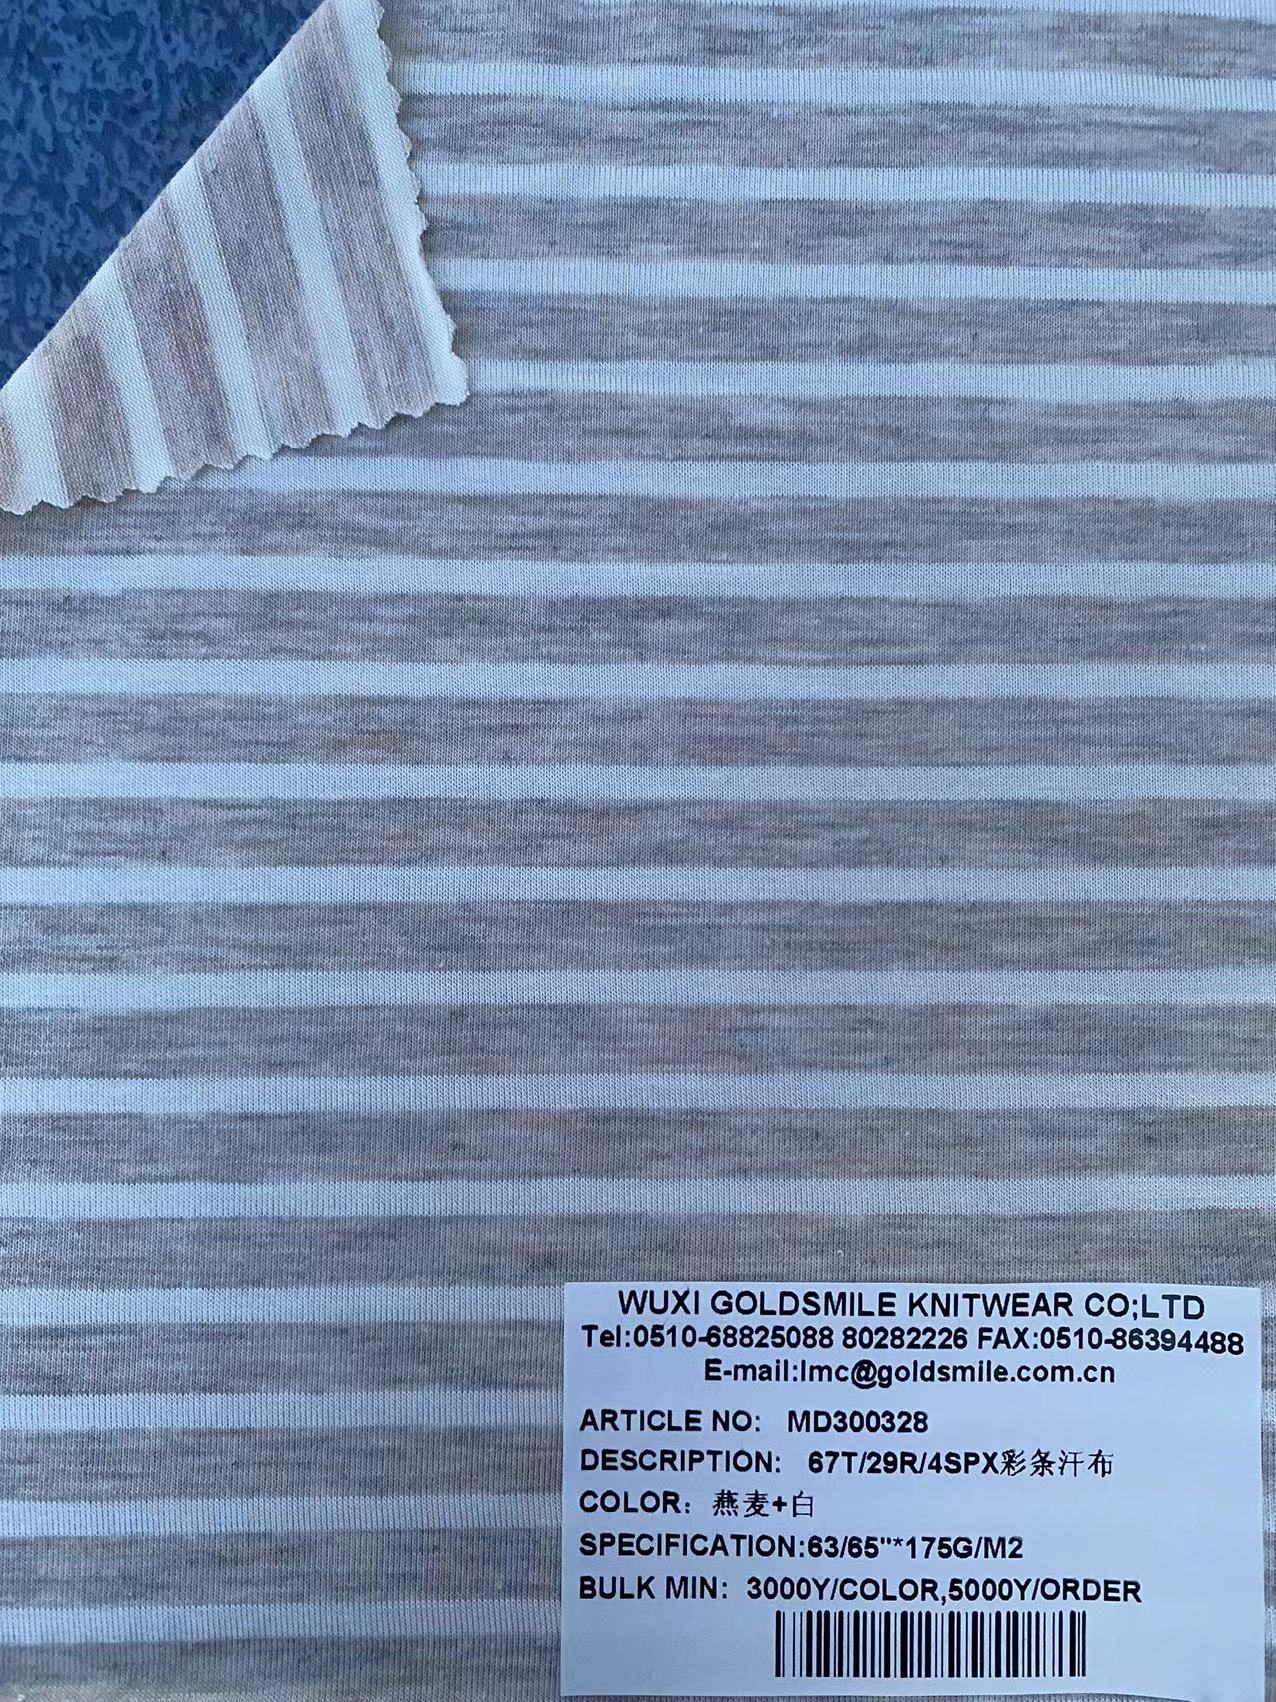 WUXI GOLDSMILE KNITWEAR CO;LTD
Tel:0510-68825088 80282226 FAX:0510-86394488
E-mail:lmc@goldsmile.com.cn
ARTICLE NO: MD300328
DESCRIPTION: 67T/29R/4SPX彩条汗布
COLOR: 燕麦+白
SPECIFICATION:63/65"*175G/M2
BULK MIN: 3000Y/COLOR,5000Y/ORDER